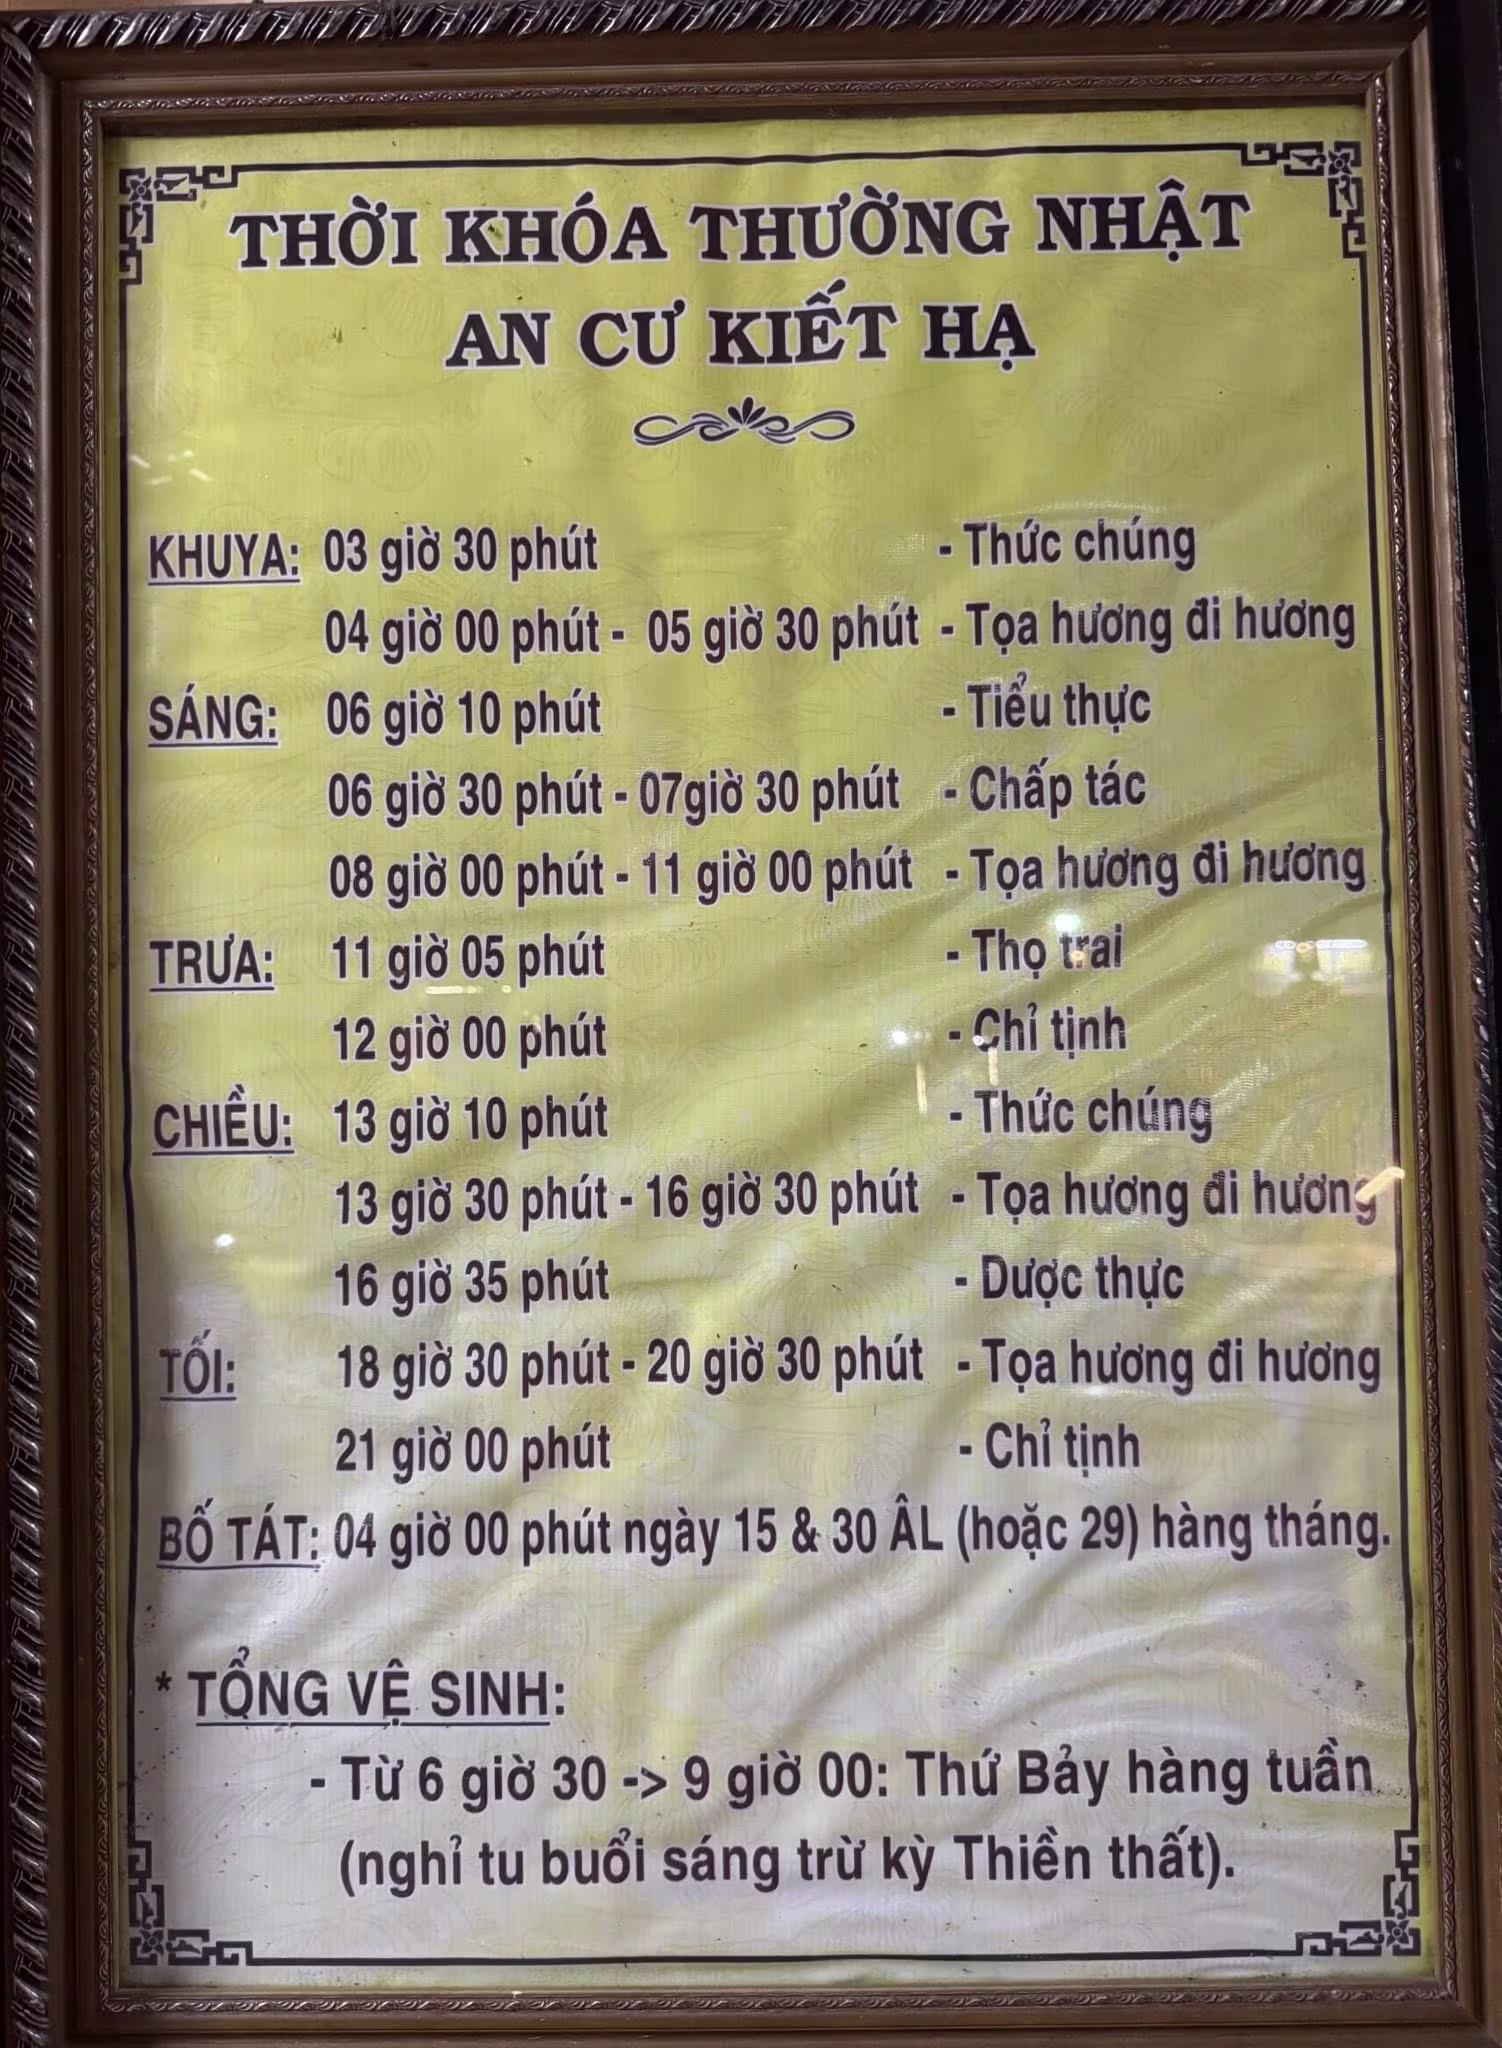 THỜI KHÓA THƯỜNG NHẬT
AN CƯ KIẾT HẠ
KHUYA: 03 giờ 30 phút - Thức chúng
04 giờ 00 phút - 05 giờ 30 phút - Tọa hương đi hương
SÁNG: 06 giờ 10 phút - Tiểu thực
06 giờ 30 phút - 07giờ 30 phút - Chấp tác
08 giờ 00 phút - 11 giờ 00 phút - Tọa hương đi hương
TRƯA: 11 giờ 05 phút - Thọ trai
12 giờ 00 phút - Chỉ tịnh
CHIỀU: 13 giờ 10 phút - Thức chúng
13 giờ 30 phút - 16 giờ 30 phút - Tọa hương đi hương
16 giờ 35 phút - Dược thực
TỐI: 18 giờ 30 phút - 20 giờ 30 phút - Tọa hương đi hương
21 giờ 00 phút - Chỉ tịnh
BỐ TÁT: 04 giờ 00 phút ngày 15 & 30 ÂL (hoặc 29) hàng tháng.
* TỔNG VỆ SINH:
- Từ 6 giờ 30 -> 9 giờ 00: Thứ Bảy hàng tuần
(nghỉ tu buổi sáng trừ kỳ Thiền thất).